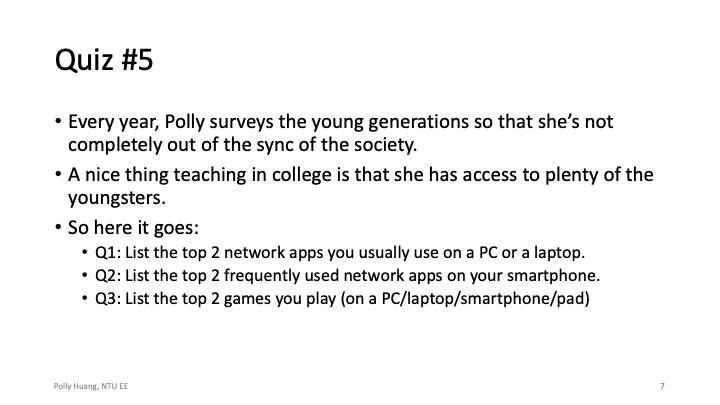 Quiz #5
• Every year, Polly surveys the young generations so that she's not
completely out of the sync of the society.
• A nice thing teaching in college is that she has access to plenty of the
youngsters.
• So here it goes:
• Q1: List the top 2 network apps you usually use on a PC or a laptop.
• Q2: List the top 2 frequently used network apps on your smartphone.
• Q3: List the top 2 games you play (on a PC/laptop/smartphone/pad)
Polly Huang, NTU EE
7